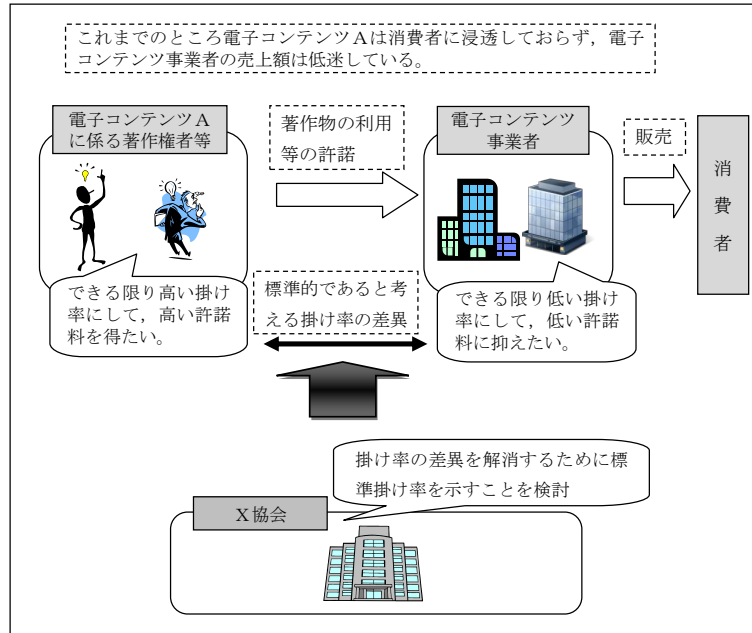 これまでのところ電子コンテンツAは消費者に浸透しておらず，電子
コンテンツ事業者の売上額は低迷している。
電子コンテンツA
に係る著作権者等
著作物の利用
等の許諾
電子コンテンツ
事業者
販売
消
費
者
できる限り高い掛け
率にして，高い許諾
料を得たい。
標準的であると考
える掛け率の差異
できる限り低い掛け
率にして，低い許諾
料に抑えたい。
掛け率の差異を解消するために標
準掛け率を示すことを検討
X協会